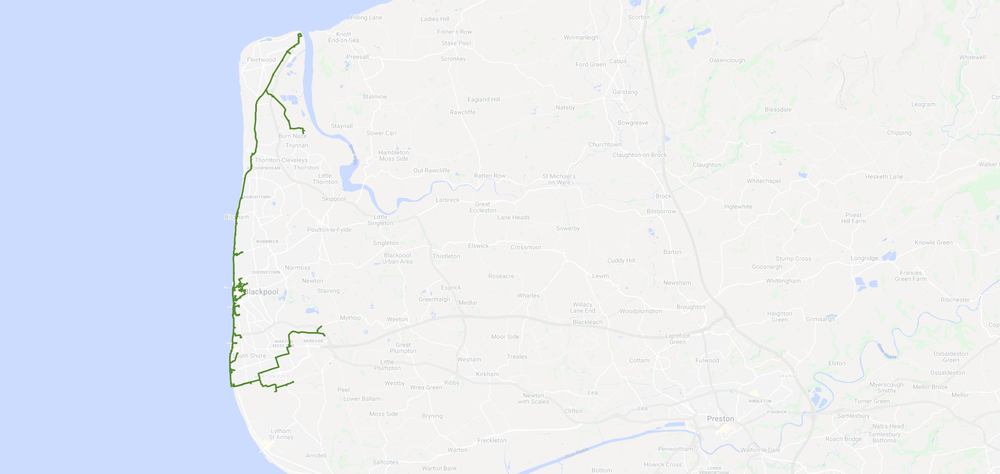 Pilling Lane
Ladies Hill
Scorton
Knott
End-on-Sea
Fisher's Row
Winmarleigh
Stake Pool
Preesall
Scronkey
Fleetwood
Ford Green
Cabus
Oakenclough
Whitewell
Garstang
Stalmine
Eagland Hill
Nateby
Leagram
Co
Rawcliffe
Bleasdale
Staynall
Sower Carr
Bowgreave
Chipping
Burn Naze
Trunnah
Churchtown
River Wyre
Hambleton
Moss Side
Claughton-on-Brock
Thornton-Cleveleys
Thornton
Out Rawcliffe
Claughton
Walker
Little
Thornton
Ratten Row
St Michael's
on Wyre
Whitechapel
Hesketh Lane
Skippool
Larbreck
Great
Eccleston
Brock
Inglewhite
Bilsborrow
Bispham
Little
Singleton
Lane Heads
Priest
Hill Farm
Poulton-le-Fylde
Sowerby
WARBRECK
Singleton
Elswick
Crossmoor
Knowle Green
Blackpool
Urban Area
Thistleton
Barton
Cuddy Hill
Stump Cross
Longridge
Goosnargh
Normoss
QUEENSTOWN
Newton
Roseacre
Lewth
Newsham
Whittingham
Frances
Green Farm
Staining
Blackpool
Esprick
Wharles
Greenhalgh
Medlar
Ribchester
Willacy
Lane End
Woodplumpton
Broughton
Haighton
Green
Grimsargh
Mythop
Weeton
Blackleach
Cop
MARTON
MOSS SIDE
MERESIDE
Moor Side
Lightfoot
Green
Great
Plumpton
River Ribble
South Shore
Wesham
Treales
Cottam
Fulwood
Elston
Osbaldeston
Green
Little
Plumpton
Kirkham
MARTON FOLD
GRANGE
Osbaldeston
Westby
Ribby
Wrea Green
Peel
Lower Ballam
Newton
with Scales
Lea
Myerscough
Smithy
Mellor Brook
Mellor
RIBBLETON
Turner Green
Lea
Clifton
FISHWICK
Moss Side
Bryning
Preston
Samlesbury
Nab's Head
Samlesbury
Bottoms
Lytham
St Annes
Freckleton
Roach Bridge
Warton
Penwortham
Walton-le-Dale
River Ribble
Ansdell
Saltcotes
Warton Bank
Howick Cross
Bottom
LOWER
PENWORTHAM